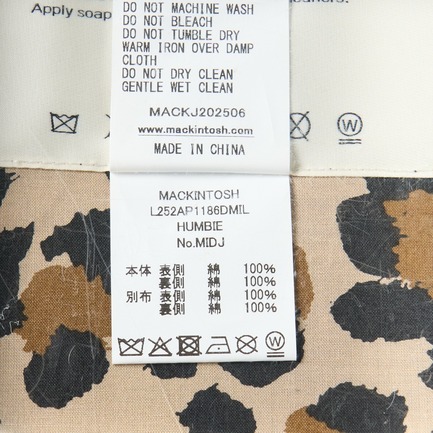 Apply soap
DO NOT MACHINE WASH
DO NOT BLEACH
DO NOT TUMBLE DRY
WARM IRON OVER DAMP
CLOTH
DO NOT DRY CLEAN
GENTLE WET CLEAN
MACKJ202506
www.mackintosh.com
MADE IN CHINA
W
MACKINTOSH
L252AP1186DMIL
HUMBIE
No.MIDJ
本体 表側 綿 100%
裏側 綿 100%
別布 表側 綿 100%
裏側 綿 100%
W